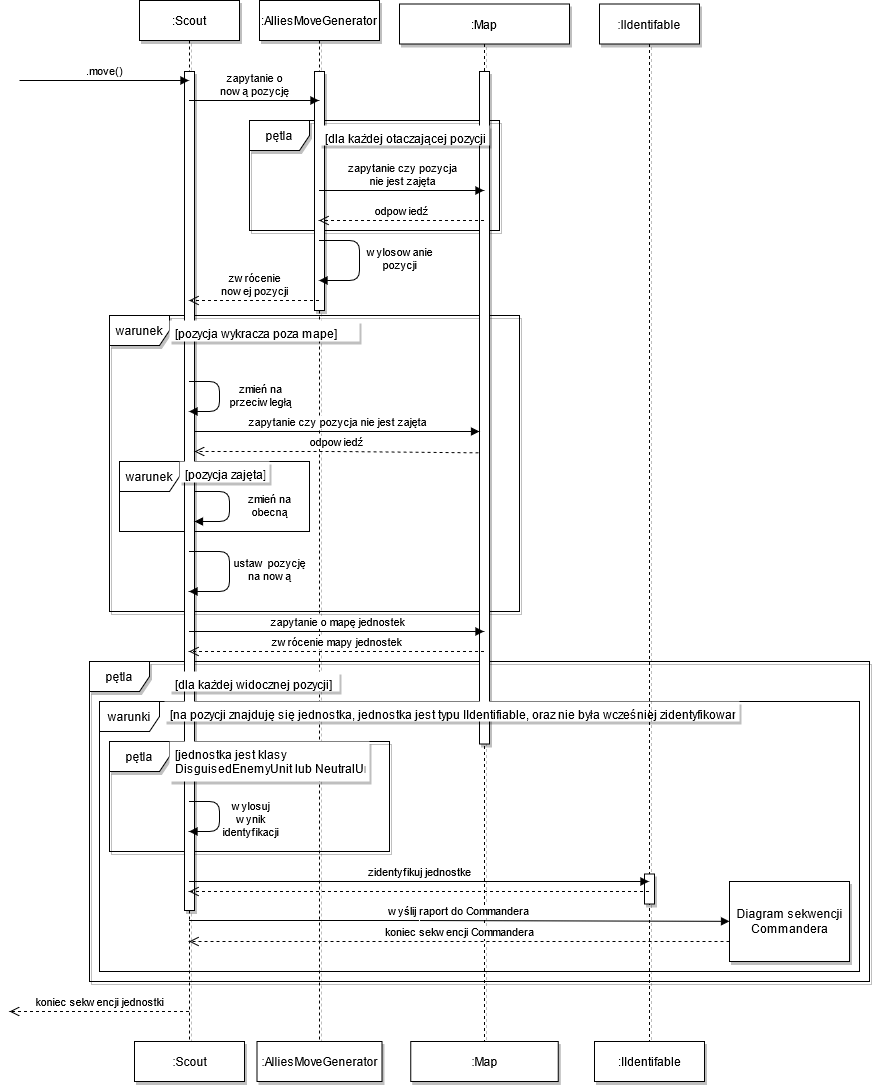 :Scout
:AlliesMoveGenerator
:Map
:IIdentifable
.move()
zapytanie o
nową pozycję
pętla
[dla każdej otaczającej pozycji
zapytanie czy pozycja
nie jest zajęta
odpowiedź
wylosowanie
pozycji
zwrócenie
nowej pozycji
warunek
[pozycja wykracza poza mape]
zmień na
przeciwległą
zapytanie czy pozycja nie jest zajęta
odpowiedź
warunek
[pozycja zajęta]
zmień na
obecną
ustaw pozycję
na nową
zapytanie o mapę jednostek
zwrócenie mapy jednostek
pętla
[dla każdej widocznej pozycji]
warunki
[na pozycji znajduję się jednostka, jednostka jest typu IIdentifiable, oraz nie była wcześniej zidentyfikowar
pętla
[jednostka jest klasy
DisguisedEnemyUnit lub NeutralU
wylosuj
wynik
identyfikacji
zidentyfikuj jednostke
wyślij raport do Commandera
Diagram sekwencji
Commandera
koniec sekwencji Commandera
koniec sekwencji jednostki
:Scout
:AlliesMoveGenerator
:Map
:IIdentifable